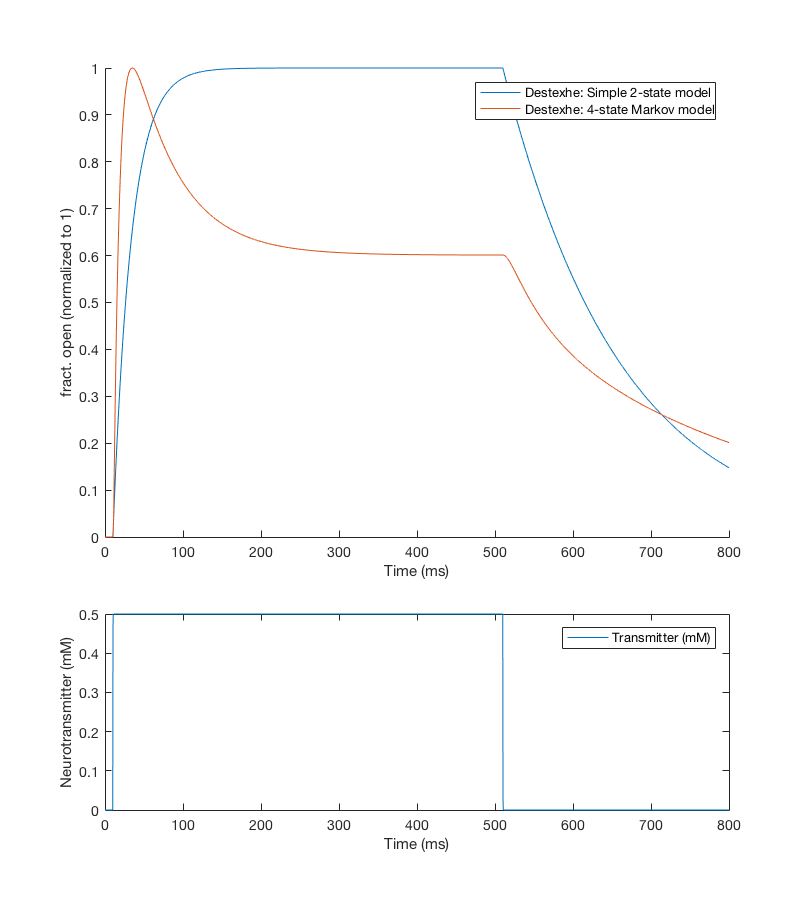 1
0.9
0.8
0.7
0.6
0.5
0.4
0.3
0.2
0.1
0
fract. open (normalized to 1)
Destexhe: Simple 2-state model
Destexhe: 4-state Markov model
0 100 200 300 400 500 600 700 800
Time (ms)
0.5
0.4
0.3
0.2
0.1
0
Neurotransmitter (mM)
Transmitter (mM)
0 100 200 300 400 500 600 700 800
Time (ms)